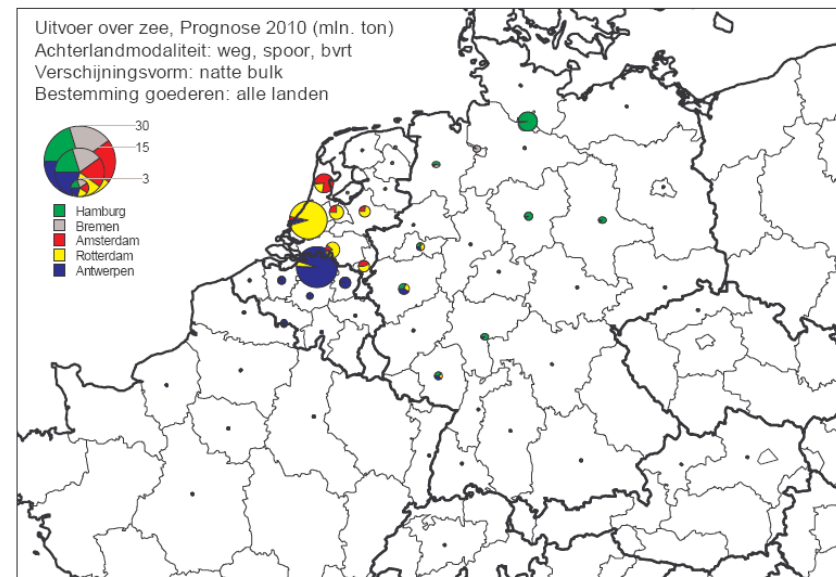 Uitvoer over zee, Prognose 2010 (mln. ton)
Achterlandmodaliteit: weg, spoor, bvrt
Verschijningsvorm: natte bulk
Bestemming goederen: alle landen
30
15
3
Hamburg
Bremen
Amsterdam
Rotterdam
Antwerpen